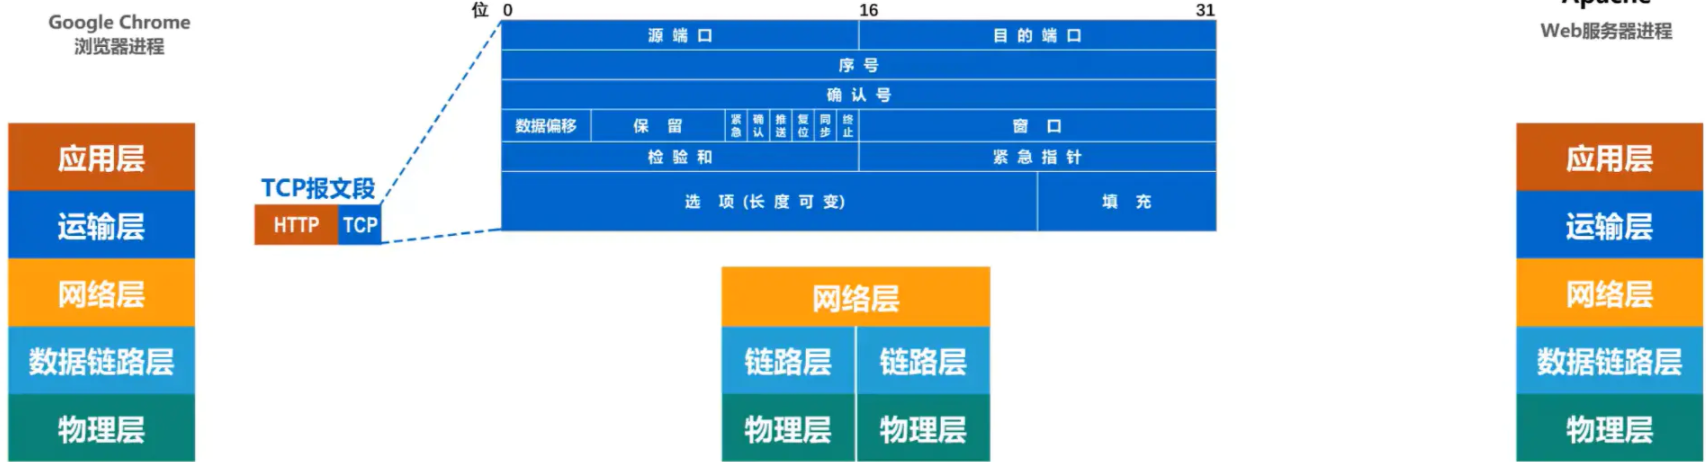 Google Chrome
浏览器进程
应用层
运输层
网络层
数据链路层
物理层
TCP报文段
HTTP TCP
位 0 16 31
源端口 目的端口
序号
确认号
数据偏移 保留 紧急 确认 推送 复位 同步 终止 窗口
检验和 紧急指针
选项(长度可变) 填充
网络层
链路层 链路层
物理层 物理层
Apache
Web服务器进程
应用层
运输层
网络层
数据链路层
物理层